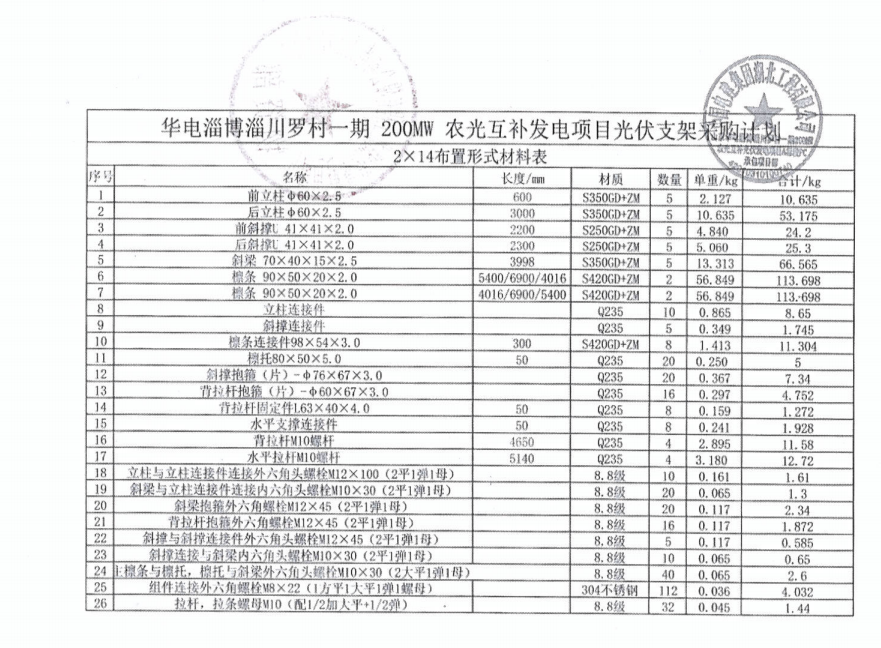 华电淄博淄川罗村一期 200MW 农光互补发电项目光伏支架采购计划
2×14布置形式材料表
序号 名称 长度/mm 材质 数量 单重/kg 合计/kg
1 前立柱φ60×2.5 600 S350GD+ZM 5 2.127 10.635
2 后立柱φ60×2.5 3000 S350GD+ZM 5 10.635 53.175
3 前斜撑U 41×41×2.0 2200 S250GD+ZM 5 4.840 24.2
4 后斜撑U 41×41×2.0 2300 S250GD+ZM 5 5.060 25.3
5 斜梁 70×40×15×2.5 3998 S350GD+ZM 5 13.313 66.565
6 檩条 90×50×20×2.0 5400/6900/4016 S420GD+ZM 2 56.849 113.698
7 檩条 90×50×20×2.0 4016/6900/5400 S420GD+ZM 2 56.849 113.698
8 立柱连接件 Q235 10 0.865 8.65
9 斜撑连接件 Q235 5 0.349 1.745
10 檩条连接件98×54×3.0 300 S420GD+ZM 8 1.413 11.304
11 檩托80×50×5.0 50 Q235 20 0.250 5
12 斜撑抱箍（片）-φ76×67×3.0 Q235 20 0.367 7.34
13 背拉杆抱箍（片）-φ60×67×3.0 Q235 16 0.297 4.752
14 背拉杆固定件L63×40×4.0 50 Q235 8 0.159 1.272
15 水平支撑连接件 50 Q235 8 0.241 1.928
16 背拉杆M10螺杆 4650 Q235 4 2.895 11.58
17 水平拉杆M10螺杆 5140 Q235 4 3.180 12.72
18 立柱与立柱连接件连接外六角头螺栓M12×100（2平1弹1母） 8.8级 10 0.161 1.61
19 斜梁与立柱连接件连接内六角头螺栓M10×30（2平1弹1母） 8.8级 20 0.065 1.3
20 斜梁抱箍外六角螺栓M12×45（2平1弹1母） 8.8级 20 0.117 2.34
21 背拉杆抱箍外六角螺栓M12×45（2平1弹1母） 8.8级 16 0.117 1.872
22 斜撑与斜撑连接件外六角头螺栓M12×45（2平1弹1母） 8.8级 5 0.117 0.585
23 斜撑连接与斜梁内六角头螺栓M10×30（2平1弹1母） 8.8级 10 0.065 0.65
24 主檩条与檩托，檩托与斜梁外六角头螺栓M10×30（2大平1弹1母） 8.8级 40 0.065 2.6
25 组件连接外六角螺栓M8×22（1方平1大平1弹1螺母） 304不锈钢 112 0.036 4.032
26 拉杆，拉条螺母M10（配1/2加大平+1/2弹） 8.8级 32 0.045 1.44